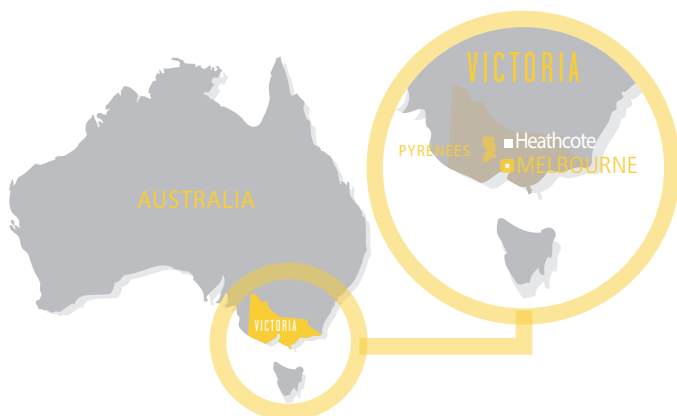 AUSTRALIA
VICTORIA
VICTORIA
PYRENEES
Heathcote
MELBOURNE